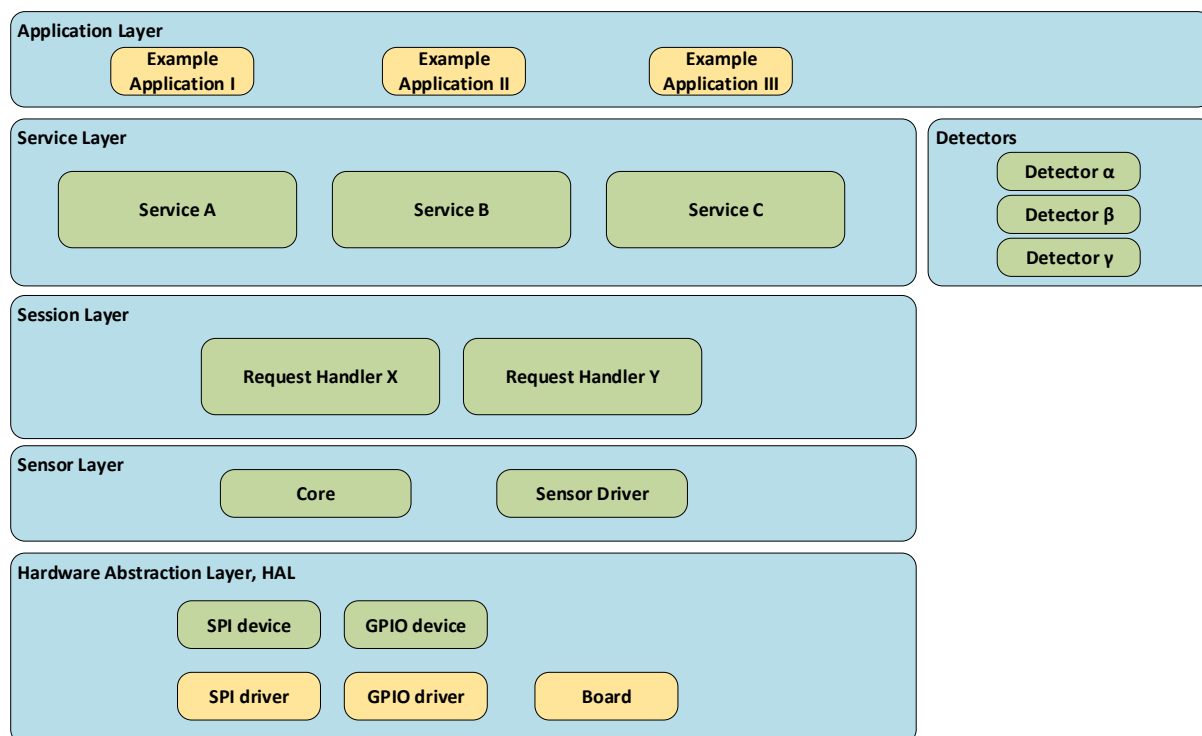 Application Layer
Example
Application I
Example
Application II
Example
Application III
Service Layer
Service A
Service B
Service C
Detectors
Detector α
Detector β
Detector γ
Session Layer
Request Handler X
Request Handler Y
Sensor Layer
Core
Sensor Driver
Hardware Abstraction Layer, HAL
SPI device
GPIO device
SPI driver
GPIO driver
Board